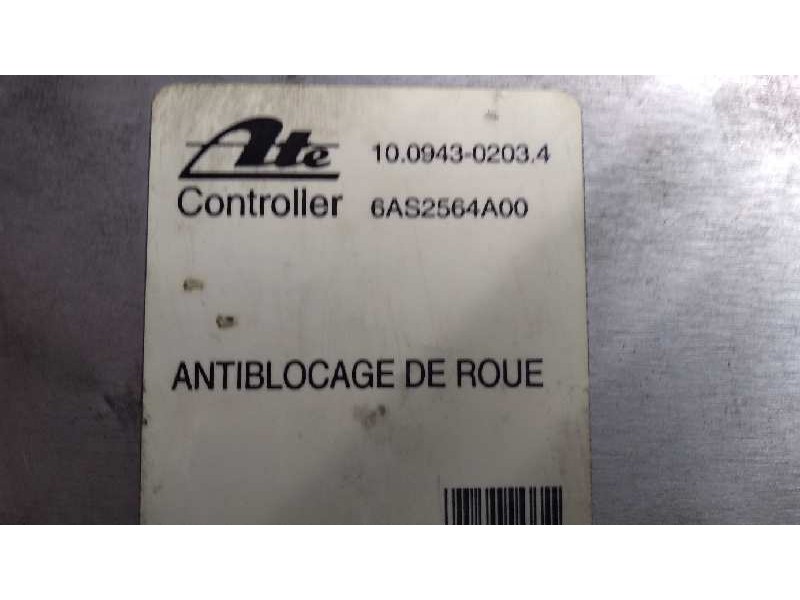 Ate 10.0943-0203.4
Controller 6AS2564A00
ANTIBLOCAGE DE ROUE